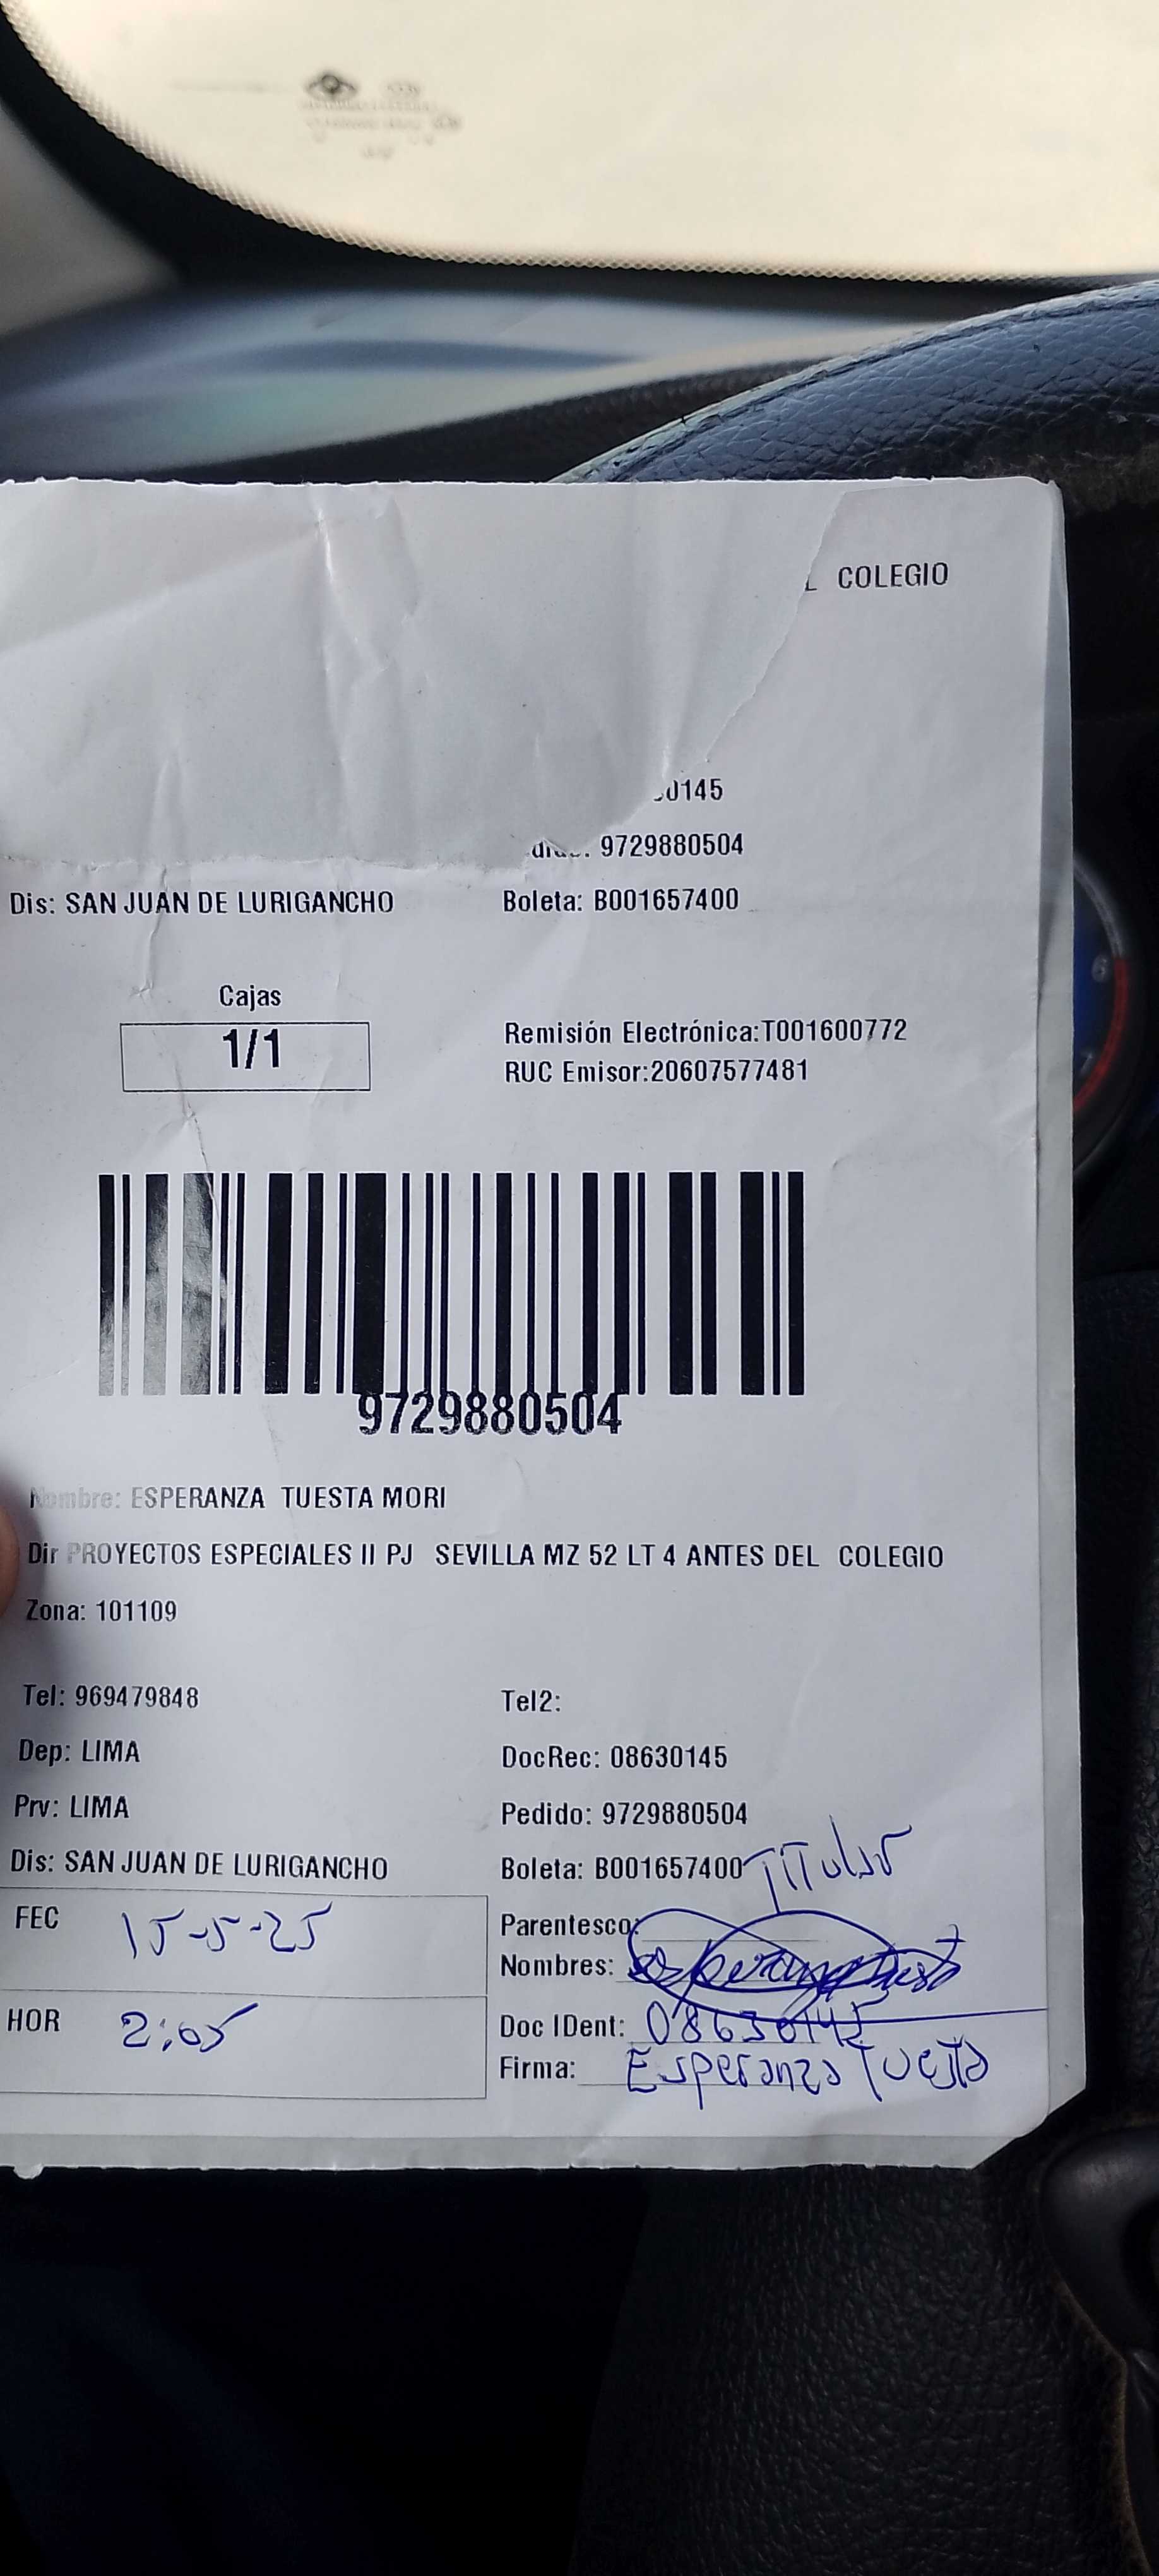 COLEGIO
0145
9729880504
Dis: SAN JUAN DE LURIGANCHO Boleta: B001657400
Cajas
1/1
Remisión Electrónica:T001600772
RUC Emisor:20607577481
9729880504
Nombre: ESPERANZA TUESTA MORI
Dir PROYECTOS ESPECIALES II PJ SEVILLA MZ 52 LT 4 ANTES DEL COLEGIO
Zona: 101109
Tel: 969479848 Tel2:
Dep: LIMA DocRec: 08630145
Prv: LIMA Pedido: 9729880504
Dis: SAN JUAN DE LURIGANCHO Boleta: B001657400 TITular
FEC 15-5-25 Parentesco:
Nombres:
HOR 2:05 Doc IDent: 08630145
Firma: Esperanza Tuesta